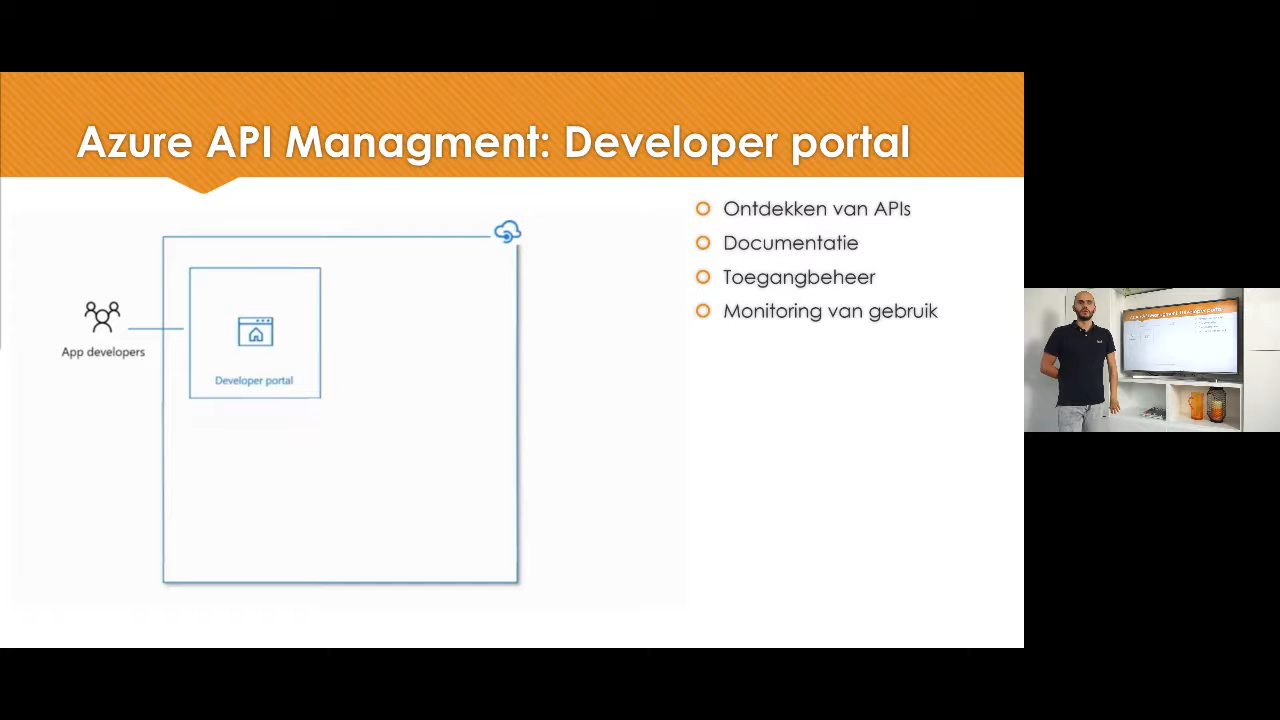 Azure API Managment: Developer portal
Ontdekken van APIs
Documentatie
Toegangbeheer
Monitoring van gebruik
App developers
Developer portal